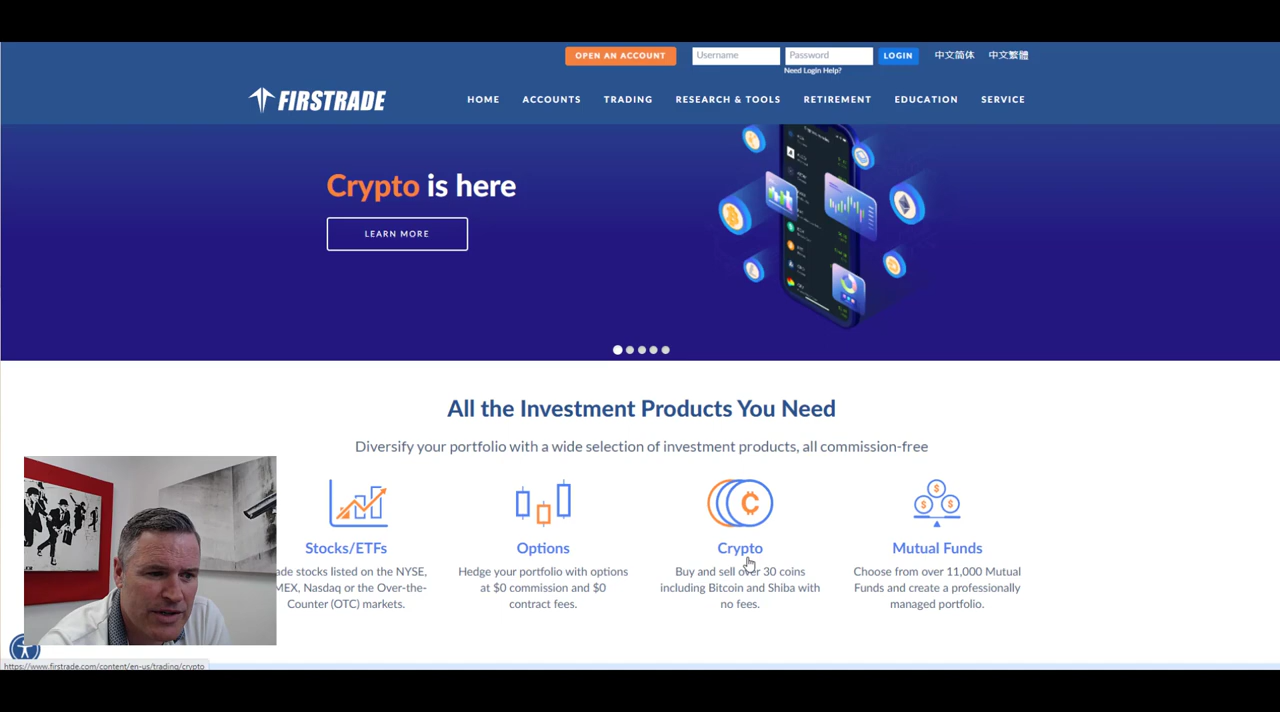 OPEN AN ACCOUNT
Username
Password
LOGIN
中文简体
中文繁體
Need Login Help?
FIRSTRADE
HOME
ACCOUNTS
TRADING
RESEARCH & TOOLS
RETIREMENT
EDUCATION
SERVICE
Crypto is here
LEARN MORE
All the Investment Products You Need
Diversify your portfolio with a wide selection of investment products, all commission-free
Stocks/ETFs
ade stocks listed on the NYSE,
MEX, Nasdaq or the Over-the-
Counter (OTC) markets.
Options
Hedge your portfolio with options
at $0 commission and $0
contract fees.
Crypto
Buy and sell over 30 coins
including Bitcoin and Shiba with
no fees.
Mutual Funds
Choose from over 11,000 Mutual
Funds and create a professionally
managed portfolio.
https://www.firstrade.com/content/en-us/trading/crypto